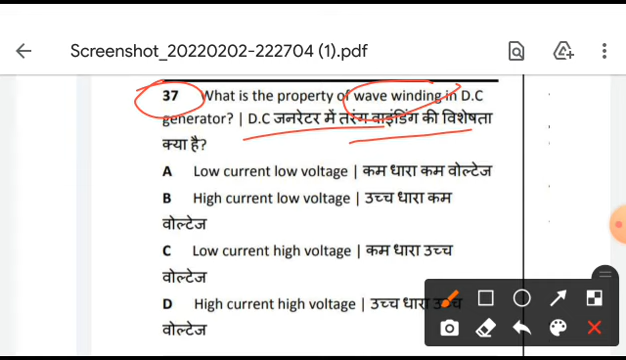 Screenshot_20220202-222704 (1).pdf
37 What is the property of wave winding in D.C
generator? | D.C जनरेटर में तरंग वाइंडिंग की विशेषता
क्या है?
A Low current low voltage | कम धारा कम वोल्टेज
B High current low voltage | उच्च धारा कम
वोल्टेज
C Low current high voltage | कम धारा उच्च
वोल्टेज
D High current high voltage | उच्च धारा उच्च
वोल्टेज